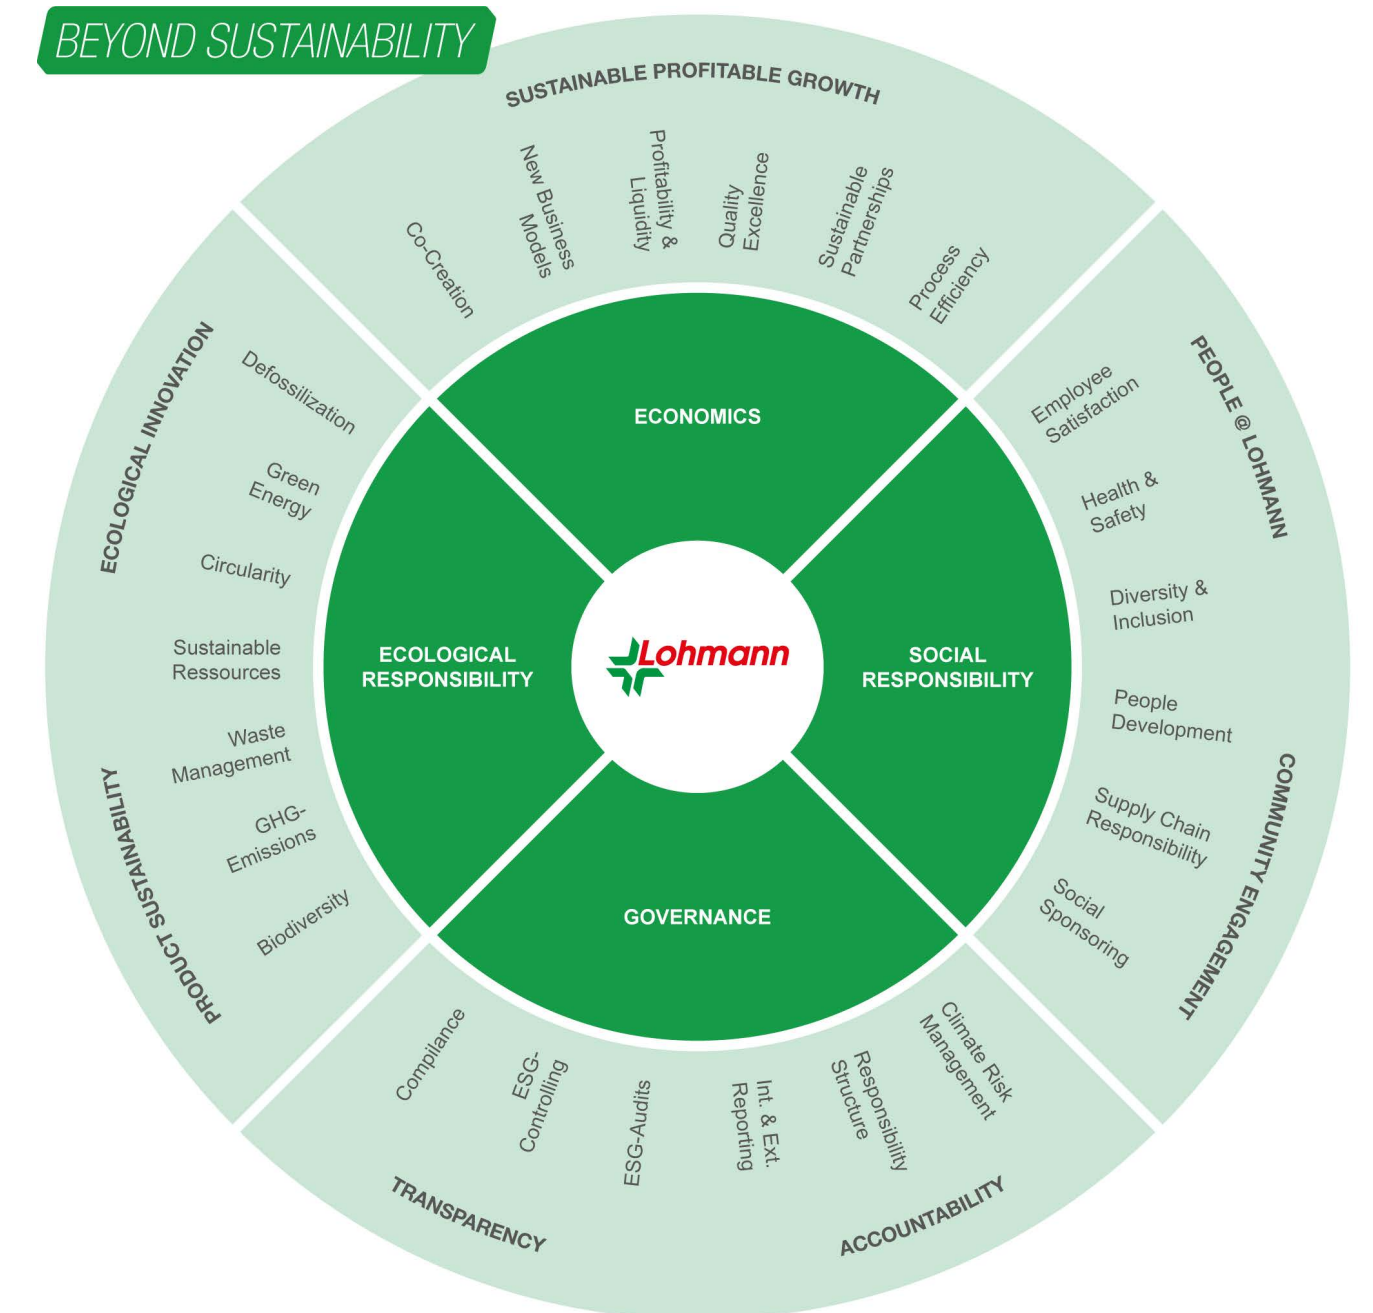 BEYOND SUSTAINABILITY
SUSTAINABLE PROFITABLE GROWTH
Co-Creation
New Business
Models
Profitability &
Liquidity
Quality
Excellence
Sustainable
Partnerships
Process
Efficiency
PEOPLE @ LOHMANN
Employee
Satisfaction
Health &
Safety
Diversity &
Inclusion
People
Development
Supply Chain
Responsibility
Social
Sponsoring
COMMUNITY ENGAGEMENT
ECOLOGICAL INNOVATION
Defossilization
Green
Energy
Circularity
Sustainable
Ressources
Waste
Management
GHG-
Emissions
Biodiversity
PRODUCT SUSTAINABILITY
ECONOMICS
ECOLOGICAL
RESPONSIBILITY
Lohmann
SOCIAL
RESPONSIBILITY
GOVERNANCE
Compilance
ESG-
Controlling
ESG-Audits
Int. & Ext.
Reporting
Responsibility
Structure
Climate Risk
Management
TRANSPARENCY
ACCOUNTABILITY